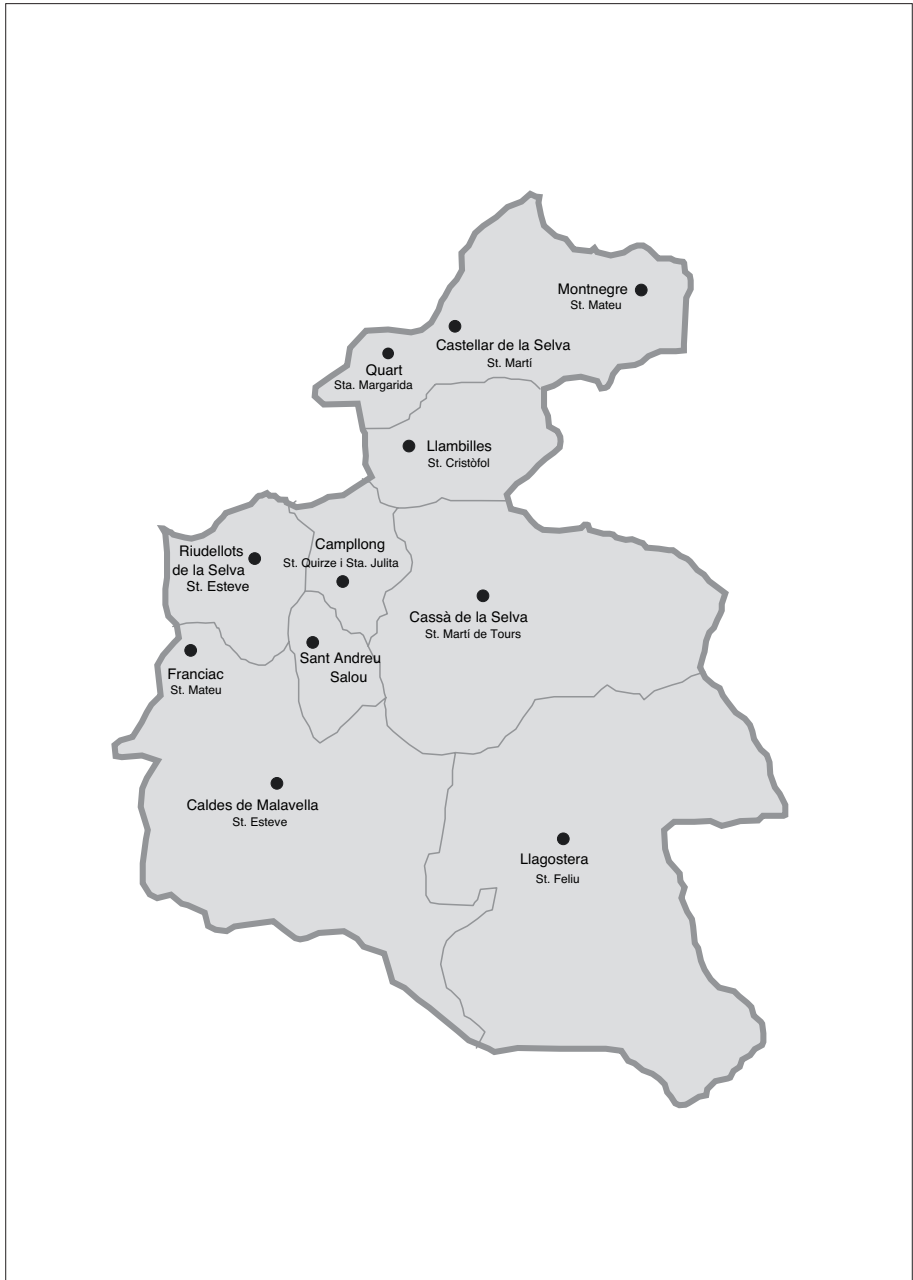 Montnegre
St. Mateu
Castellar de la Selva
St. Martí
Quart
Sta. Margarida
Llambilles
St. Cristòfol
Campllong
St. Quirze i Sta. Julita
Riudellots
de la Selva
St. Esteve
Cassà de la Selva
St. Martí de Tours
Sant Andreu
Salou
Franciac
St. Mateu
Caldes de Malavella
St. Esteve
Llagostera
St. Feliu